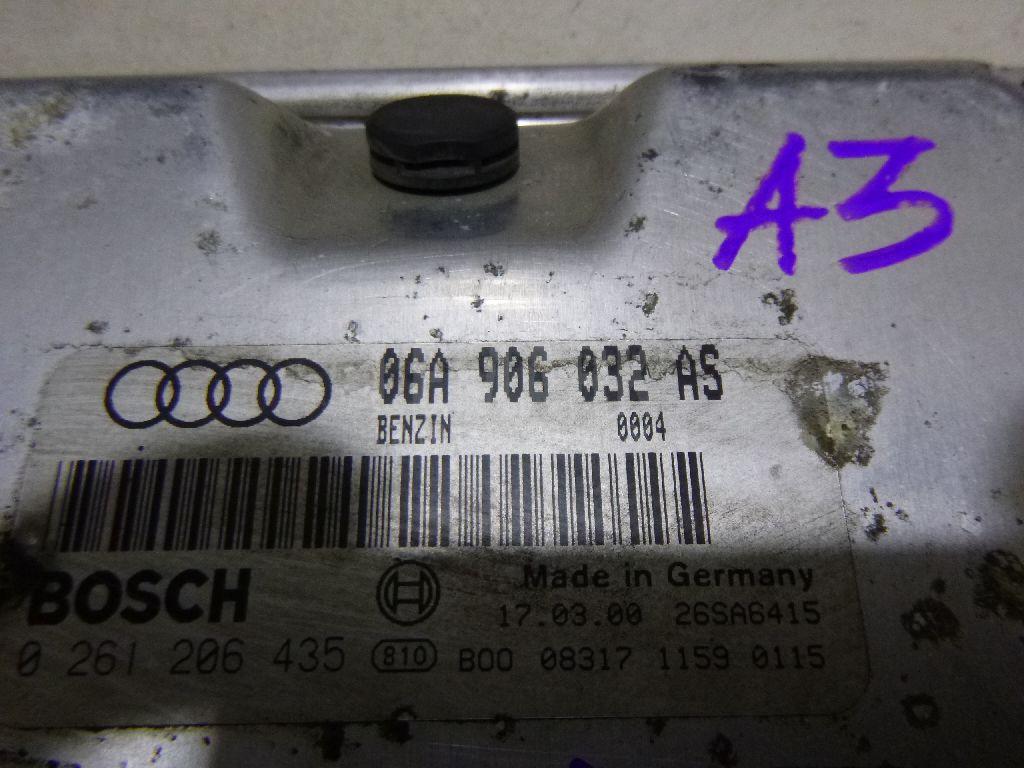 A3
06A 906 032 AS
BENZIN 0004
BOSCH
Made in Germany
17.03.00 26SA6415
0 261 206 435 810 B00 08317 1159 0115